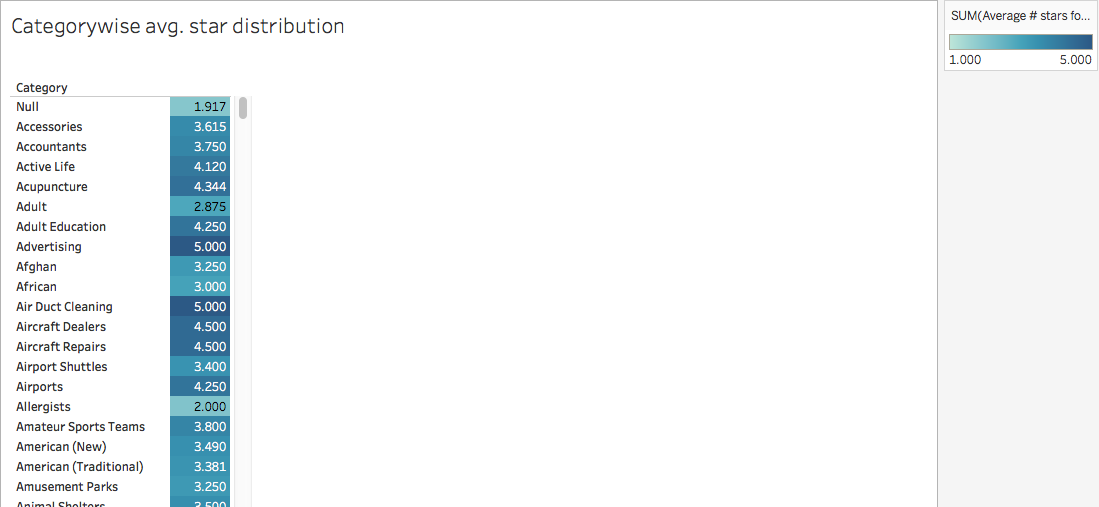 Categorywise avg. star distribution
SUM(Average # stars fo...
1.000 5.000
Category
Null 1.917
Accessories 3.615
Accountants 3.750
Active Life 4.120
Acupuncture 4.344
Adult 2.875
Adult Education 4.250
Advertising 5.000
Afghan 3.250
African 3.000
Air Duct Cleaning 5.000
Aircraft Dealers 4.500
Aircraft Repairs 4.500
Airport Shuttles 3.400
Airports 4.250
Allergists 2.000
Amateur Sports Teams 3.800
American (New) 3.490
American (Traditional) 3.381
Amusement Parks 3.250
Animal Shelters 3.500